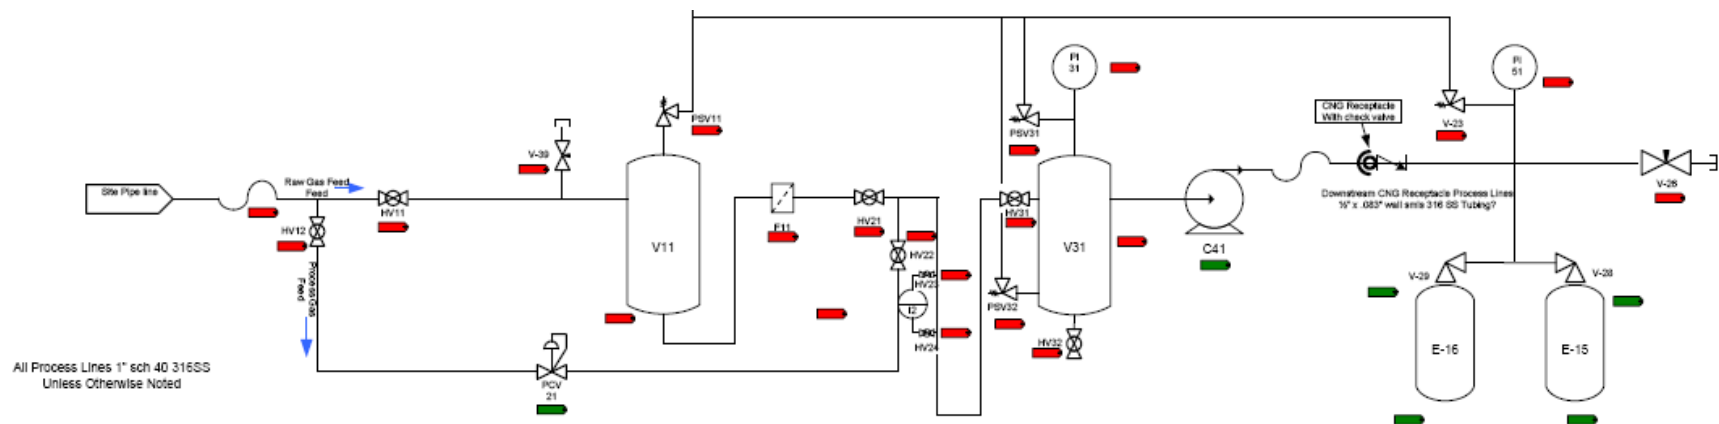 PI
31
PI
51
CNG Receptacle
With check valve
PSV11
PSV31
V-23
V-39
Site Pipe line
Raw Gas Feed
Feed
HV11
HV12
F11
HV21
HV31
V11
V31
V-26
Downstream CNG Receptacle Process Lines
½" x .083" wall smls 316 SS Tubing?
HV22
C41
Process Gas
Feed
HV23
V-29
V-28
I2
PSV32
HV24
HV32
E-16
E-15
All Process Lines 1" sch 40 316SS
Unless Otherwise Noted
PCV
21